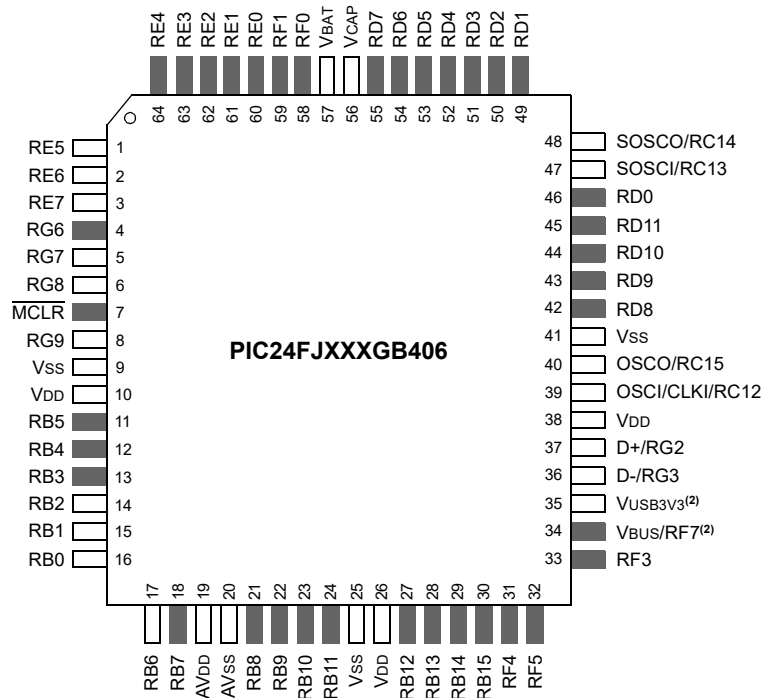 RE4 RE3 RE2 RE1 RE0 RF1 RF0 VBAT VCAP RD7 RD6 RD5 RD4 RD3 RD2 RD1
64 63 62 61 60 59 58 57 56 55 54 53 52 51 50 49
RE5 1
RE6 2
RE7 3
RG6 4
RG7 5
RG8 6
MCLR 7
RG9 8
VSS 9
VDD 10
RB5 11
RB4 12
RB3 13
RB2 14
RB1 15
RB0 16
PIC24FJXXXGB406
48 SOSCO/RC14
47 SOSCI/RC13
46 RD0
45 RD11
44 RD10
43 RD9
42 RD8
41 VSS
40 OSCO/RC15
39 OSCI/CLKI/RC12
38 VDD
37 D+/RG2
36 D-/RG3
35 VUSB3V3(2)
34 VBUS/RF7(2)
33 RF3
17 18 19 20 21 22 23 24 25 26 27 28 29 30 31 32
RB6 RB7 AVDD AVSS RB8 RB9 RB10 RB11 VSS VDD RB12 RB13 RB14 RB15 RF4 RF5